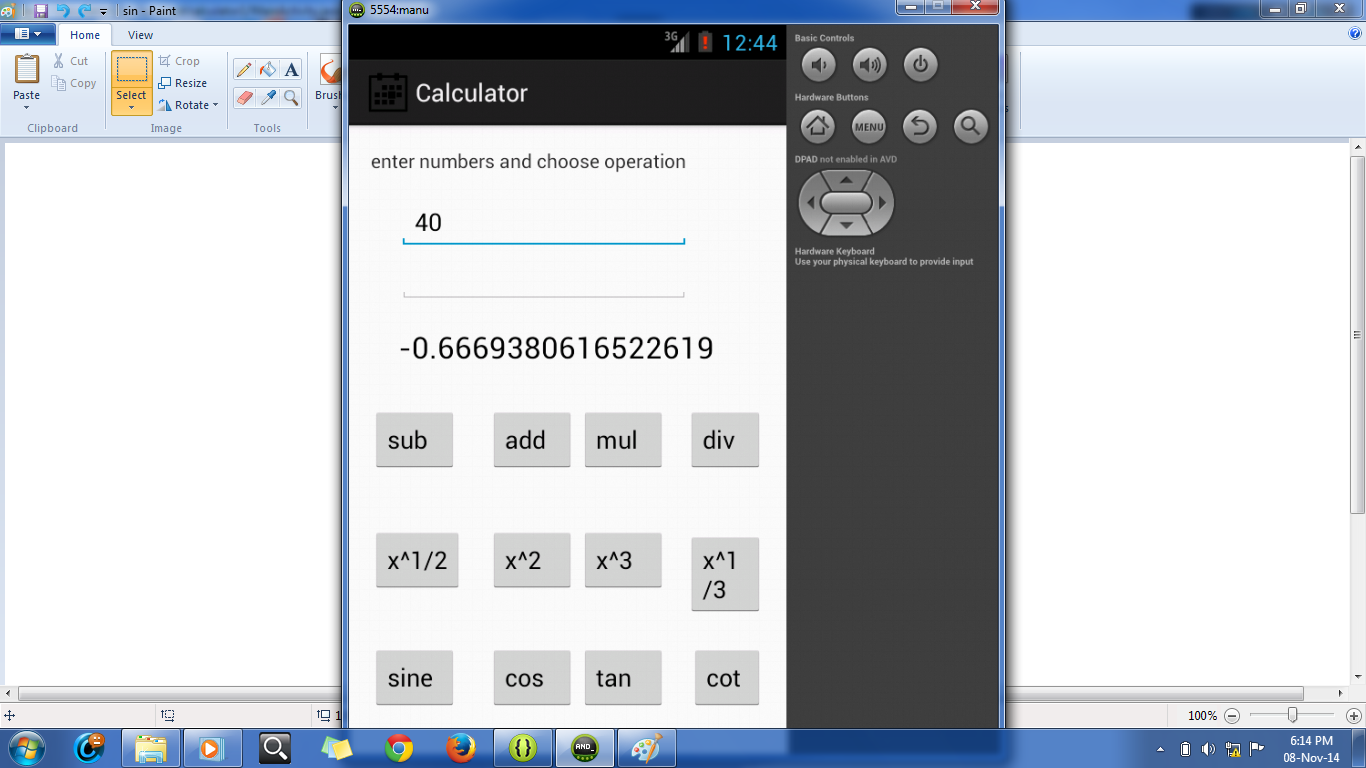 sin - Paint
5554:manu
Home
View
Paste
Cut
Copy
Clipboard
Select
Crop
Resize
Rotate
Image
A
Tools
Brus
3G
12:44
Calculator
enter numbers and choose operation
40
-0.6669380616522619
sub
add
mul
div
x^1/2
x^2
x^3
x^1
/3
sine
cos
tan
cot
Basic Controls
Hardware Buttons
MENU
DPAD not enabled in AVD
Hardware Keyboard
Use your physical keyboard to provide input
1
100%
AND_
6:14 PM
08-Nov-14